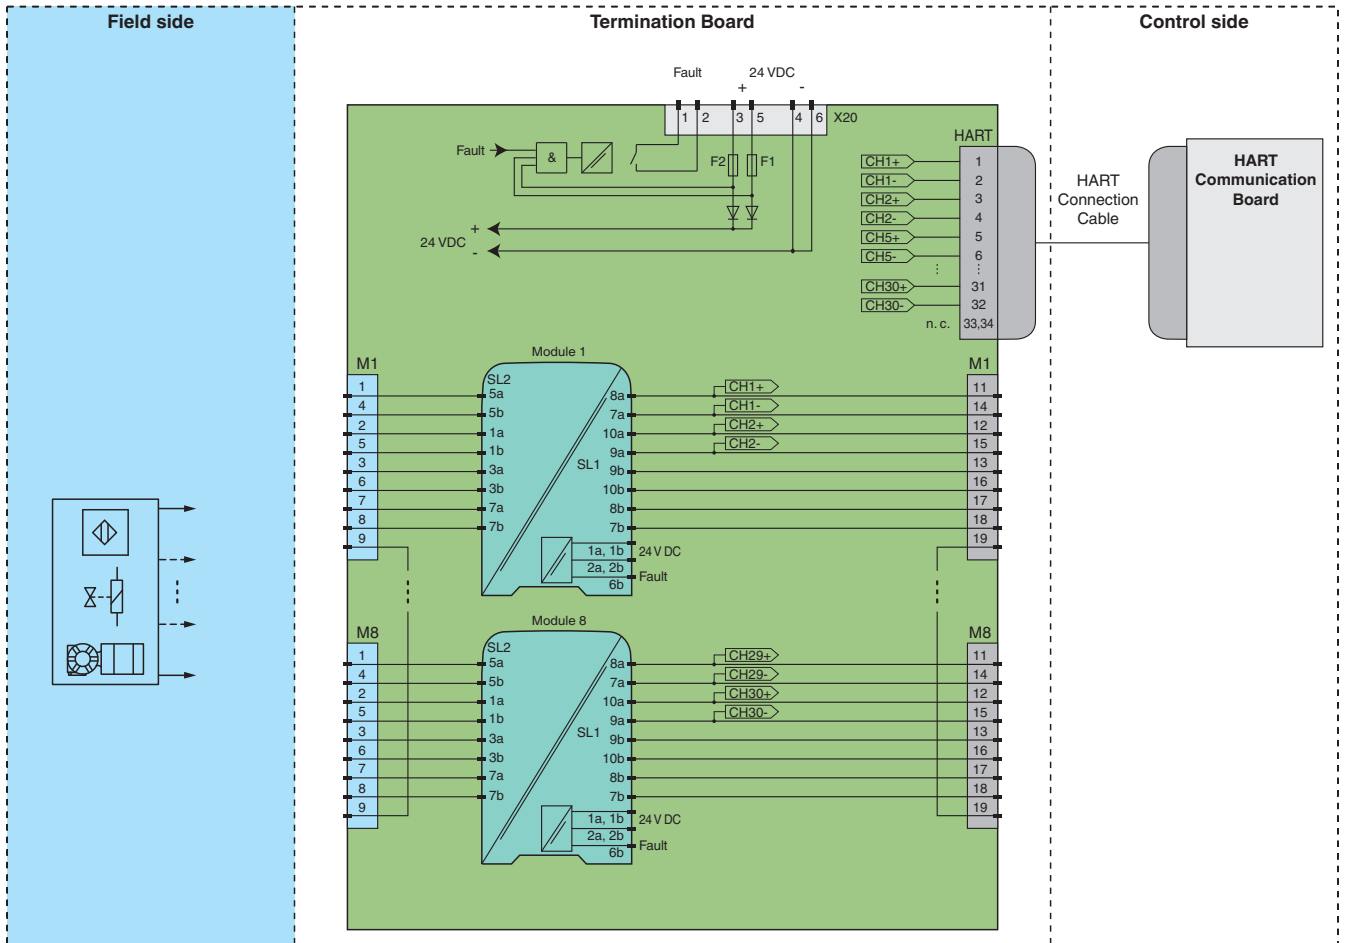 Field side
Termination Board
Control side
Fault
24 VDC
+
-
1
2
3
5
4
6
X20
Fault
&
F2
F1
+
24 VDC
-
HART
CH1+
1
CH1-
2
CH2+
3
CH2-
4
CH5+
5
CH5-
6
CH30+
31
CH30-
32
n. c.
33,34
HART
Connection
Cable
HART
Communication
Board
Module 1
M1
1
4
2
5
3
6
7
8
9
SL2
5a
5b
1a
1b
3a
3b
7a
7b
SL1
8a
7a
10a
9a
9b
10b
8b
7b
1a, 1b
24 V DC
2a, 2b
Fault
6b
CH1+
CH1-
CH2+
CH2-
M1
11
14
12
15
13
16
17
18
19
Module 8
M8
1
4
2
5
3
6
7
8
9
SL2
5a
5b
1a
1b
3a
3b
7a
7b
SL1
8a
7a
10a
9a
9b
10b
8b
7b
1a, 1b
24 V DC
2a, 2b
Fault
6b
CH29+
CH29-
CH30+
CH30-
M8
11
14
12
15
13
16
17
18
19